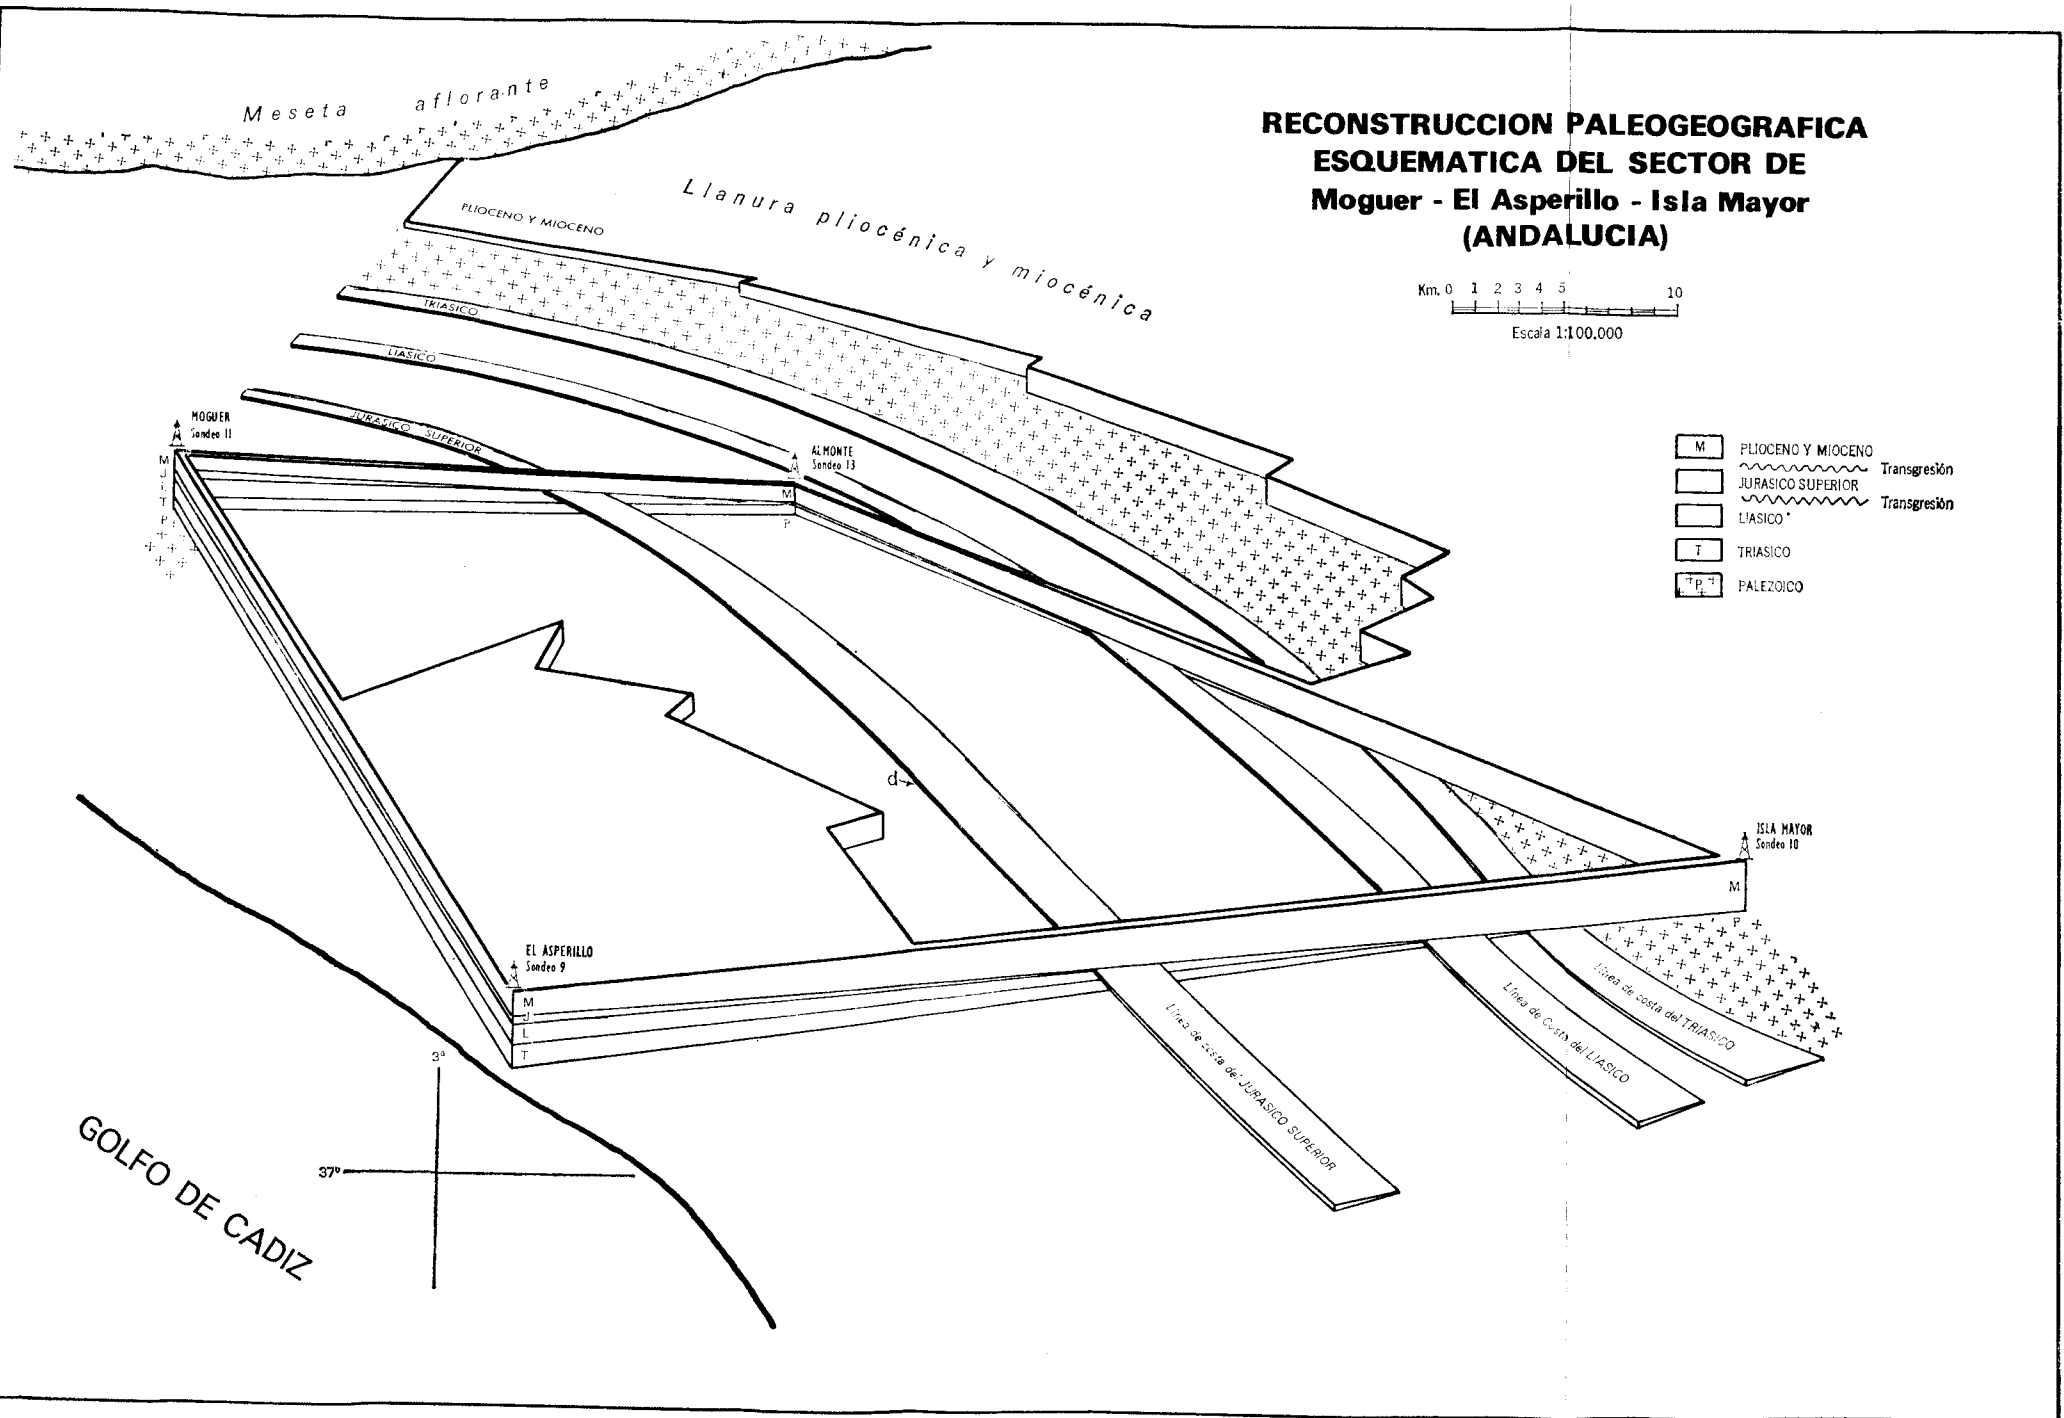 RECONSTRUCCION PALEOGEOGRAFICA
ESQUEMATICA DEL SECTOR DE
Moguer - El Asperillo - Isla Mayor
(ANDALUCIA)
Km. 0 1 2 3 4 5 10
Escala 1:100.000
Meseta aflorante
Llanura pliocénica y miocénica
PLIOCENO Y MIOCENO
TRIASICO
LIASICO
JURASICO SUPERIOR
MOGUER
Sondeo 11
M
J
L
T
P
ALMONTE
Sondeo 13
M
P
M PLIOCENO Y MIOCENO
Transgresión
JURASICO SUPERIOR
Transgresión
LIASICO
T TRIASICO
P PALEZOICO
d
ISLA MAYOR
Sondeo 10
M
P
EL ASPERILLO
Sondeo 9
M
J
L
T
Línea de costa del TRIASICO
Línea de Costa del LIASICO
Línea de costa del JURASICO SUPERIOR
3º
37º
GOLFO DE CADIZ